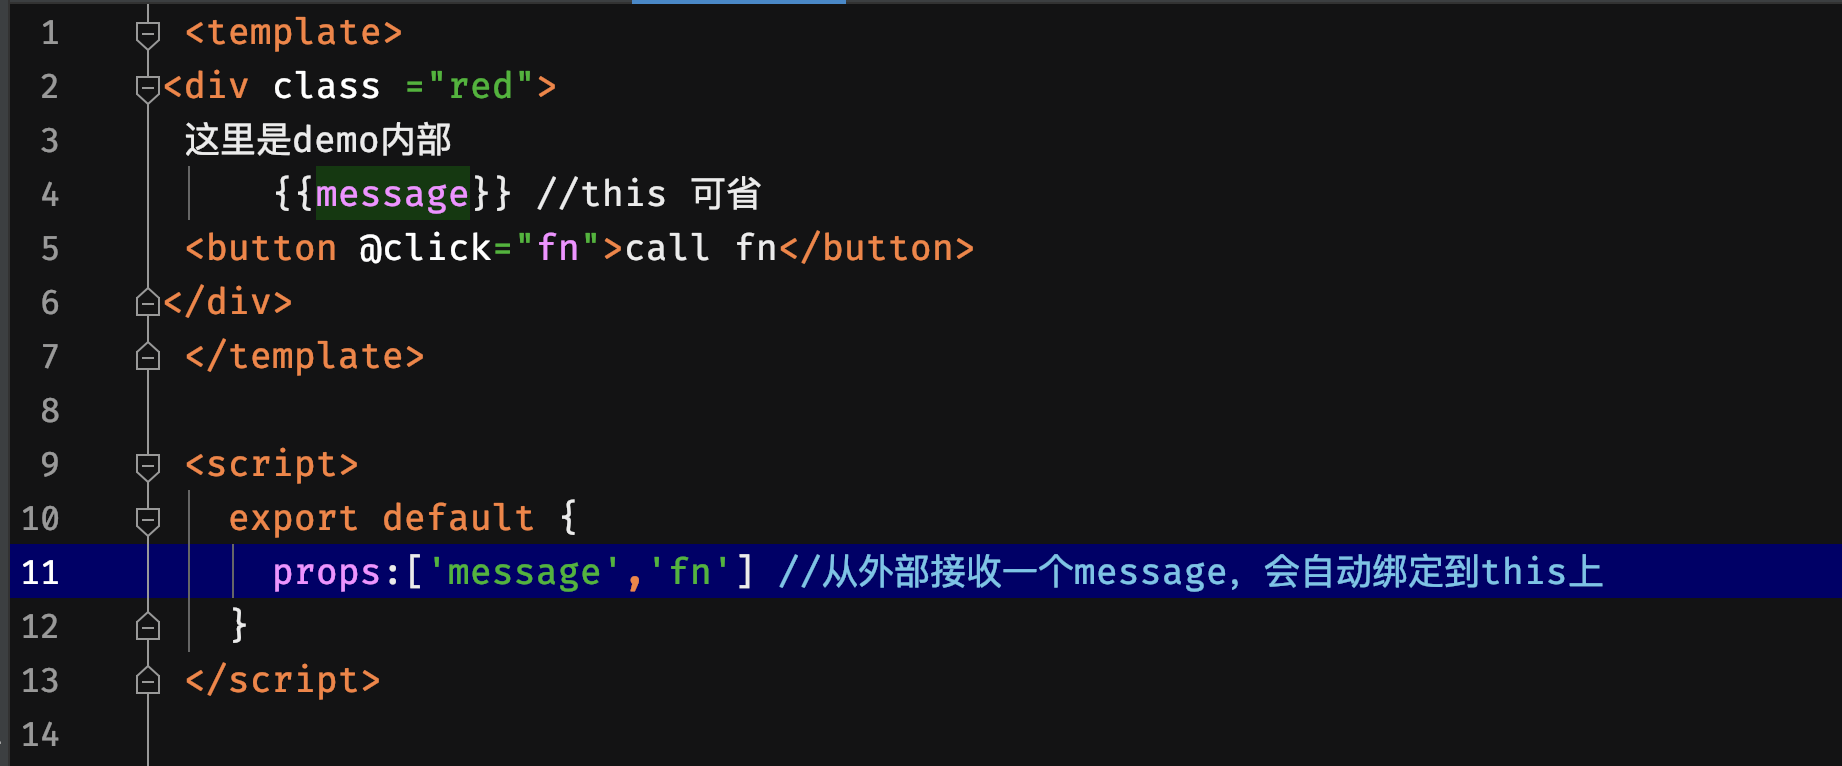 1 <template>
2 <div class ="red">
3 这里是demo内部
4 {{message}} //this 可省
5 <button @click="fn">call fn</button>
6 </div>
7 </template>
8
9 <script>
10 export default {
11 props:['message','fn'] //从外部接收一个message, 会自动绑定到this上
12 }
13 </script>
14